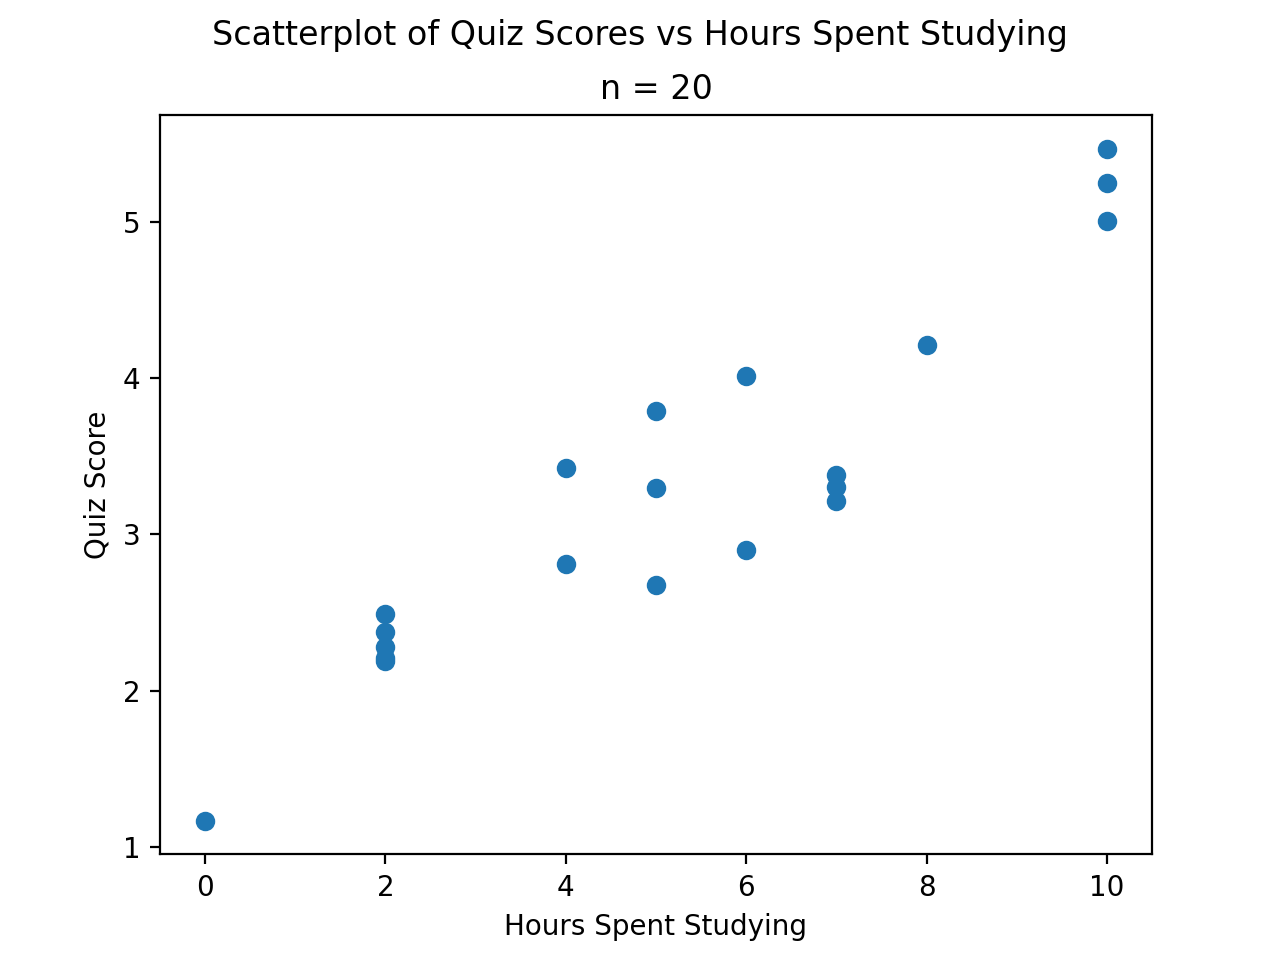 Scatterplot of Quiz Scores vs Hours Spent Studying
n = 20
5
4
3
2
1
Quiz Score
0 2 4 6 8 10
Hours Spent Studying